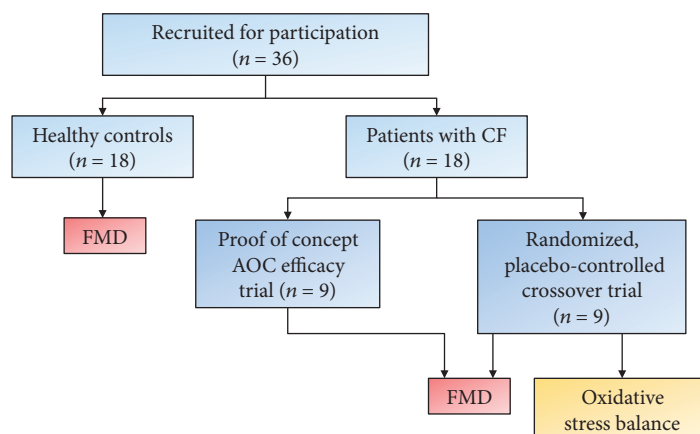 Recruited for participation
(n = 36)
Healthy controls
(n = 18)
Patients with CF
(n = 18)
FMD
Proof of concept
AOC efficacy
trial (n = 9)
Randomized,
placebo-controlled
crossover trial
(n = 9)
FMD
Oxidative
stress balance